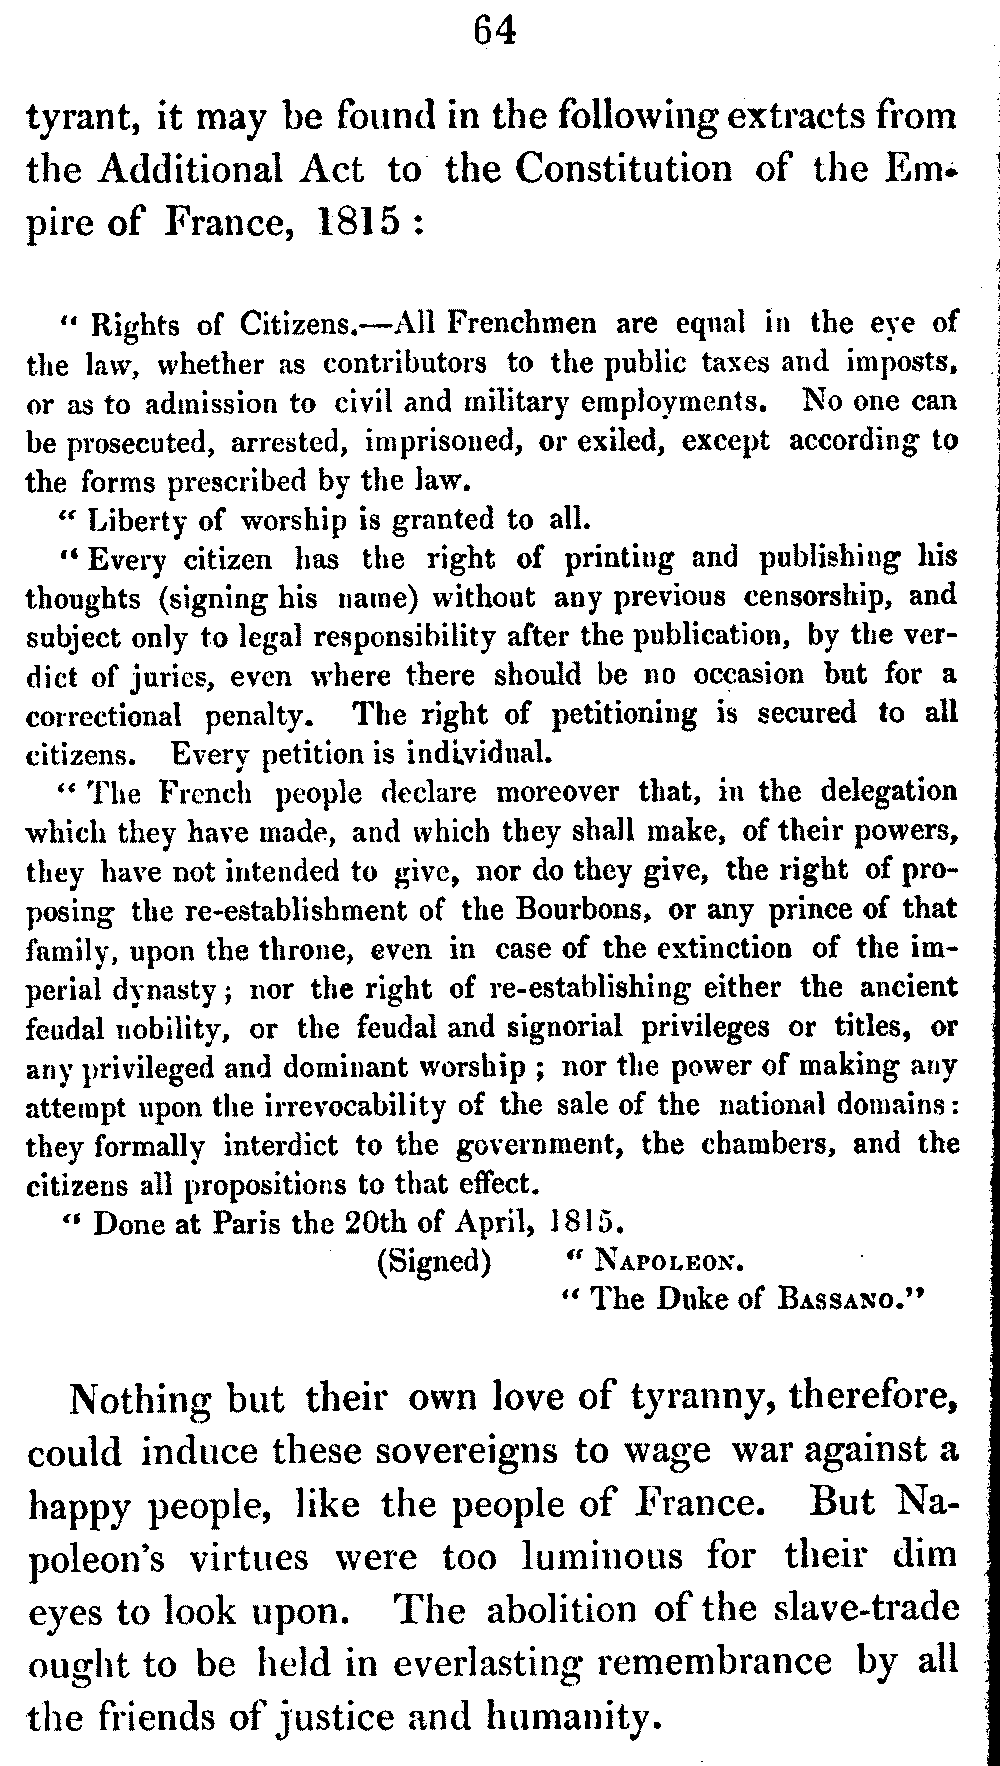 64
tyrant, it may be found in the following extracts from
the Additional Act to the Constitution of the Em-
pire of France, 1815 :
" Rights of Citizens.—All Frenchmen are equal in the eye of
the law, whether as contributors to the public taxes and imposts,
or as to admission to civil and military employments. No one can
be prosecuted, arrested, imprisoned, or exiled, except according to
the forms prescribed by the law.
" Liberty of worship is granted to all.
" Every citizen has the right of printing and publishing his
thoughts (signing his name) without any previous censorship, and
subject only to legal responsibility after the publication, by the ver-
dict of juries, even where there should be no occasion but for a
correctional penalty. The right of petitioning is secured to all
citizens. Every petition is individual.
" The French people declare moreover that, in the delegation
which they have made, and which they shall make, of their powers,
they have not intended to give, nor do they give, the right of pro-
posing the re-establishment of the Bourbons, or any prince of that
family, upon the throne, even in case of the extinction of the im-
perial dynasty ; nor the right of re-establishing either the ancient
feudal nobility, or the feudal and signorial privileges or titles, or
any privileged and dominant worship ; nor the power of making any
attempt upon the irrevocability of the sale of the national domains:
they formally interdict to the government, the chambers, and the
citizens all propositions to that effect.
" Done at Paris the 20th of April, 1815.
(Signed) " NAPOLEON.
" The Duke of BASSANO."
Nothing but their own love of tyranny, therefore,
could induce these sovereigns to wage war against a
happy people, like the people of France. But Na-
poleon's virtues were too luminous for their dim
eyes to look upon. The abolition of the slave-trade
ought to be held in everlasting remembrance by all
the friends of justice and humanity.